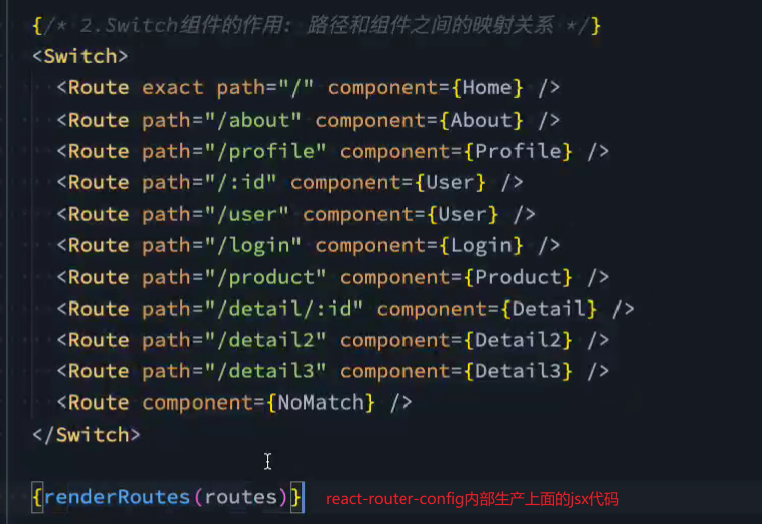 {/* 2.Switch组件的作用: 路径和组件之间的映射关系 */}
<Switch>
<Route exact path="/" component={Home} />
<Route path="/about" component={About} />
<Route path="/profile" component={Profile} />
<Route path="/:id" component={User} />
<Route path="/user" component={User} />
<Route path="/login" component={Login} />
<Route path="/product" component={Product} />
<Route path="/detail/:id" component={Detail} />
<Route path="/detail2" component={Detail2} />
<Route path="/detail3" component={Detail3} />
<Route component={NoMatch} />
</Switch>
{renderRoutes(routes)} react-router-config内部生产上面的jsx代码